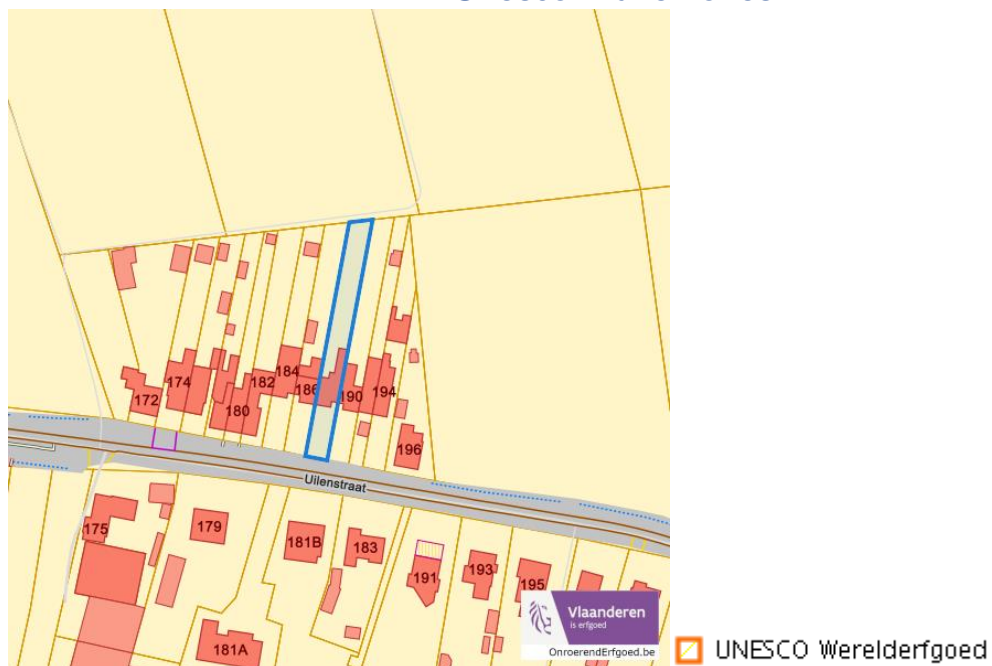 172
174
180
182
184
186
190
194
196
Uilenstraat
175
179
181B
183
191
193
195
181A
Vlaanderen
is erfgoed
OnroerendErfgoed.be
UNESCO Werelderfgoed